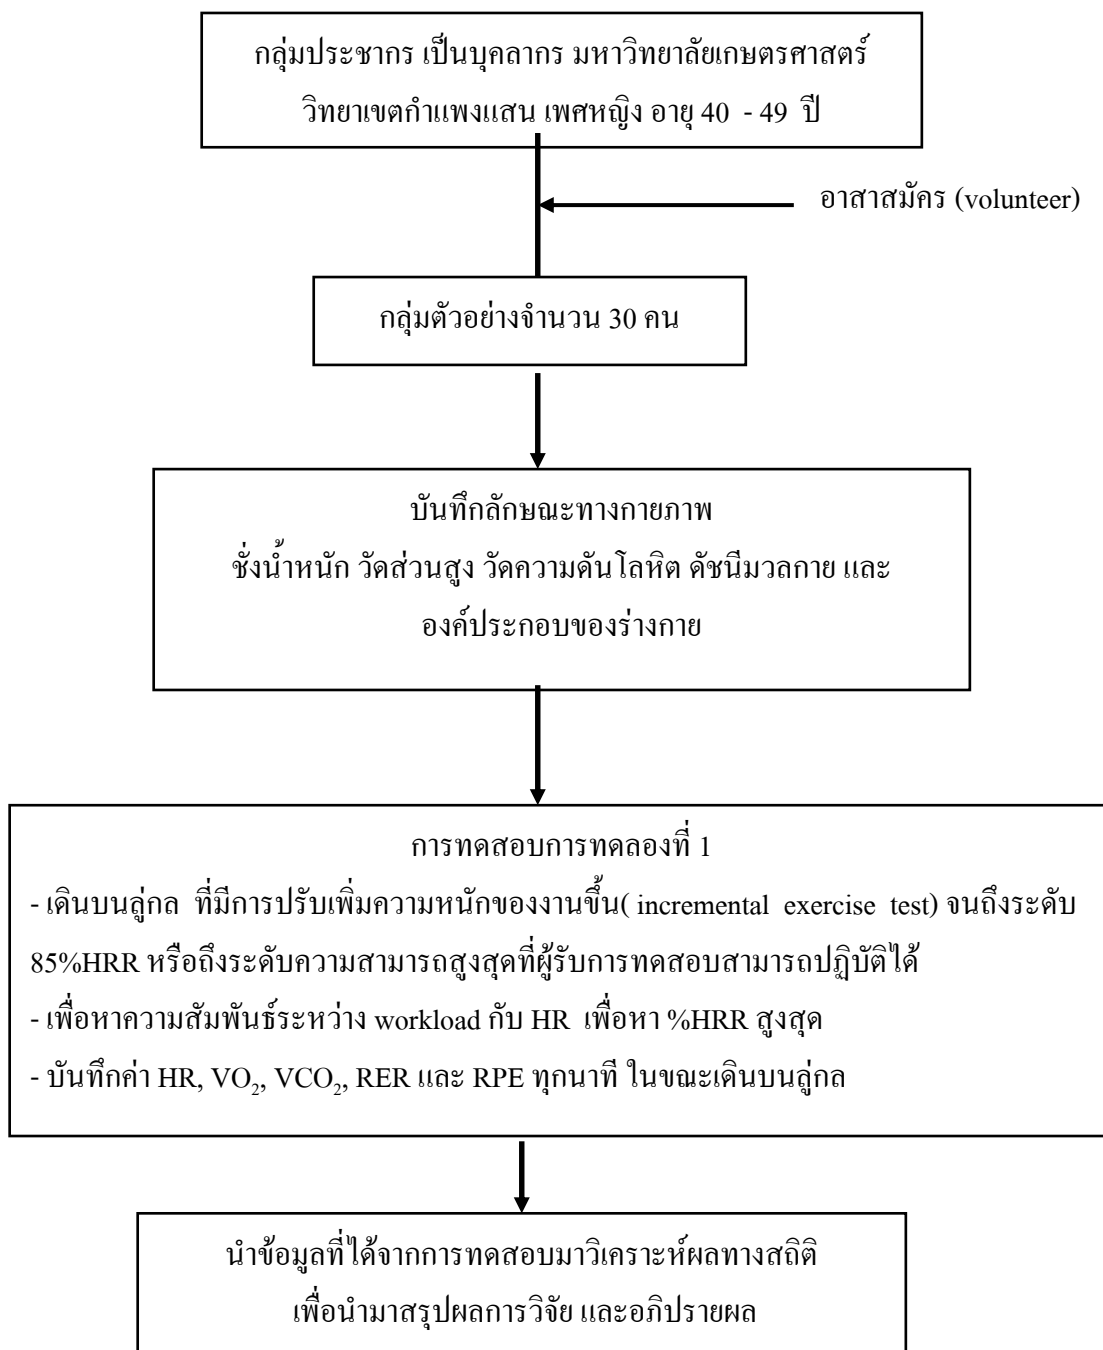 กลุ่มประชากร เป็นบุคลากร มหาวิทยาลัยเกษตรศาสตร์
วิทยาเขตกำแพงแสน เพศหญิง อายุ 40 - 49 ปี
อาสาสมัคร (volunteer)
กลุ่มตัวอย่างจำนวน 30 คน
บันทึกลักษณะทางกายภาพ
ชั่งน้ำหนัก วัดส่วนสูง วัดความดันโลหิต ดัชนีมวลกาย และ
องค์ประกอบของร่างกาย
การทดสอบการทดลองที่ 1
- เดินบนลู่กล ที่มีการปรับเพิ่มความหนักของงานขึ้น( incremental exercise test) จนถึงระดับ
85%HRR หรือถึงระดับความสามารถสูงสุดที่ผู้รับการทดสอบสามารถปฏิบัติได้
- เพื่อหาความสัมพันธ์ระหว่าง workload กับ HR เพื่อหา %HRR สูงสุด
- บันทึกค่า HR, VO₂, VCO₂, RER และ RPE ทุกนาที ในขณะเดินบนลู่กล
นำข้อมูลที่ได้จากการทดสอบมาวิเคราะห์ผลทางสถิติ
เพื่อนำมาสรุปผลการวิจัย และอภิปรายผล